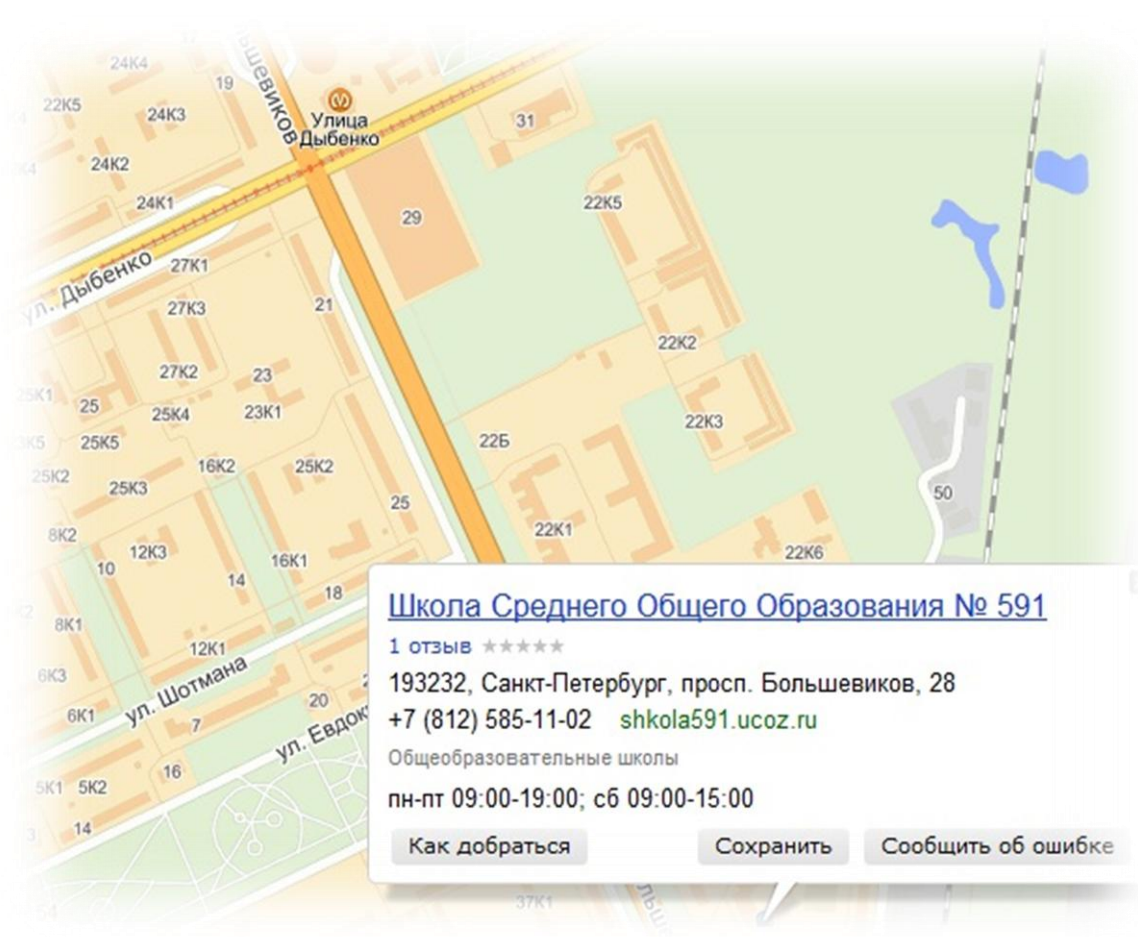 24К4
19
шевиков
22К5
24К3
Улица
Дыбенко
31
24К2
24К1
22К5
29
ул. Дыбенко
27К1
27К3
21
22К2
27К2
23
25К1
25
25К4
23К1
22К3
25К5
22Б
16К2
25К2
25К2
25К3
25
50
8К2
12К3
22К1
10
16К1
22К6
14
18
8К1
12К1
6К3
ул. Шотмана
20
6К1
7
ул. Евдок
16
5К1
5К2
14
37К1
Школа Среднего Общего Образования № 591
1 отзыв
193232, Санкт-Петербург, просп. Большевиков, 28
+7 (812) 585-11-02 shkola591.ucoz.ru
Общеобразовательные школы
пн-пт 09:00-19:00; сб 09:00-15:00
Как добраться Сохранить Сообщить об ошибке